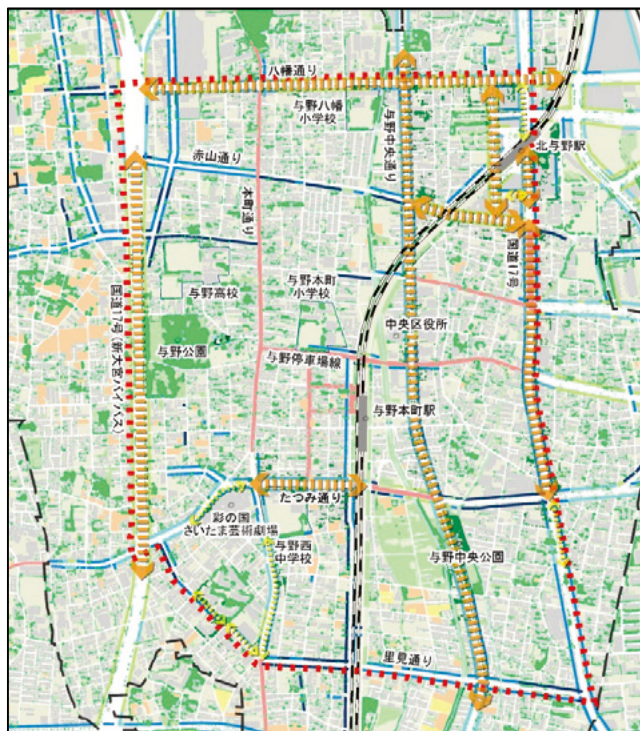 八幡通り
与野八幡
小学校
与野中央通り
北与野駅
赤山通り
本町通り
国道17号
与野本町
小学校
与野高校
国道17号(新大宮バイパス)
中央区役所
与野公園
与野停車場線
与野本町駅
たつみ通り
彩の国
さいたま芸術劇場
与野西
中学校
与野中央公園
里見通り